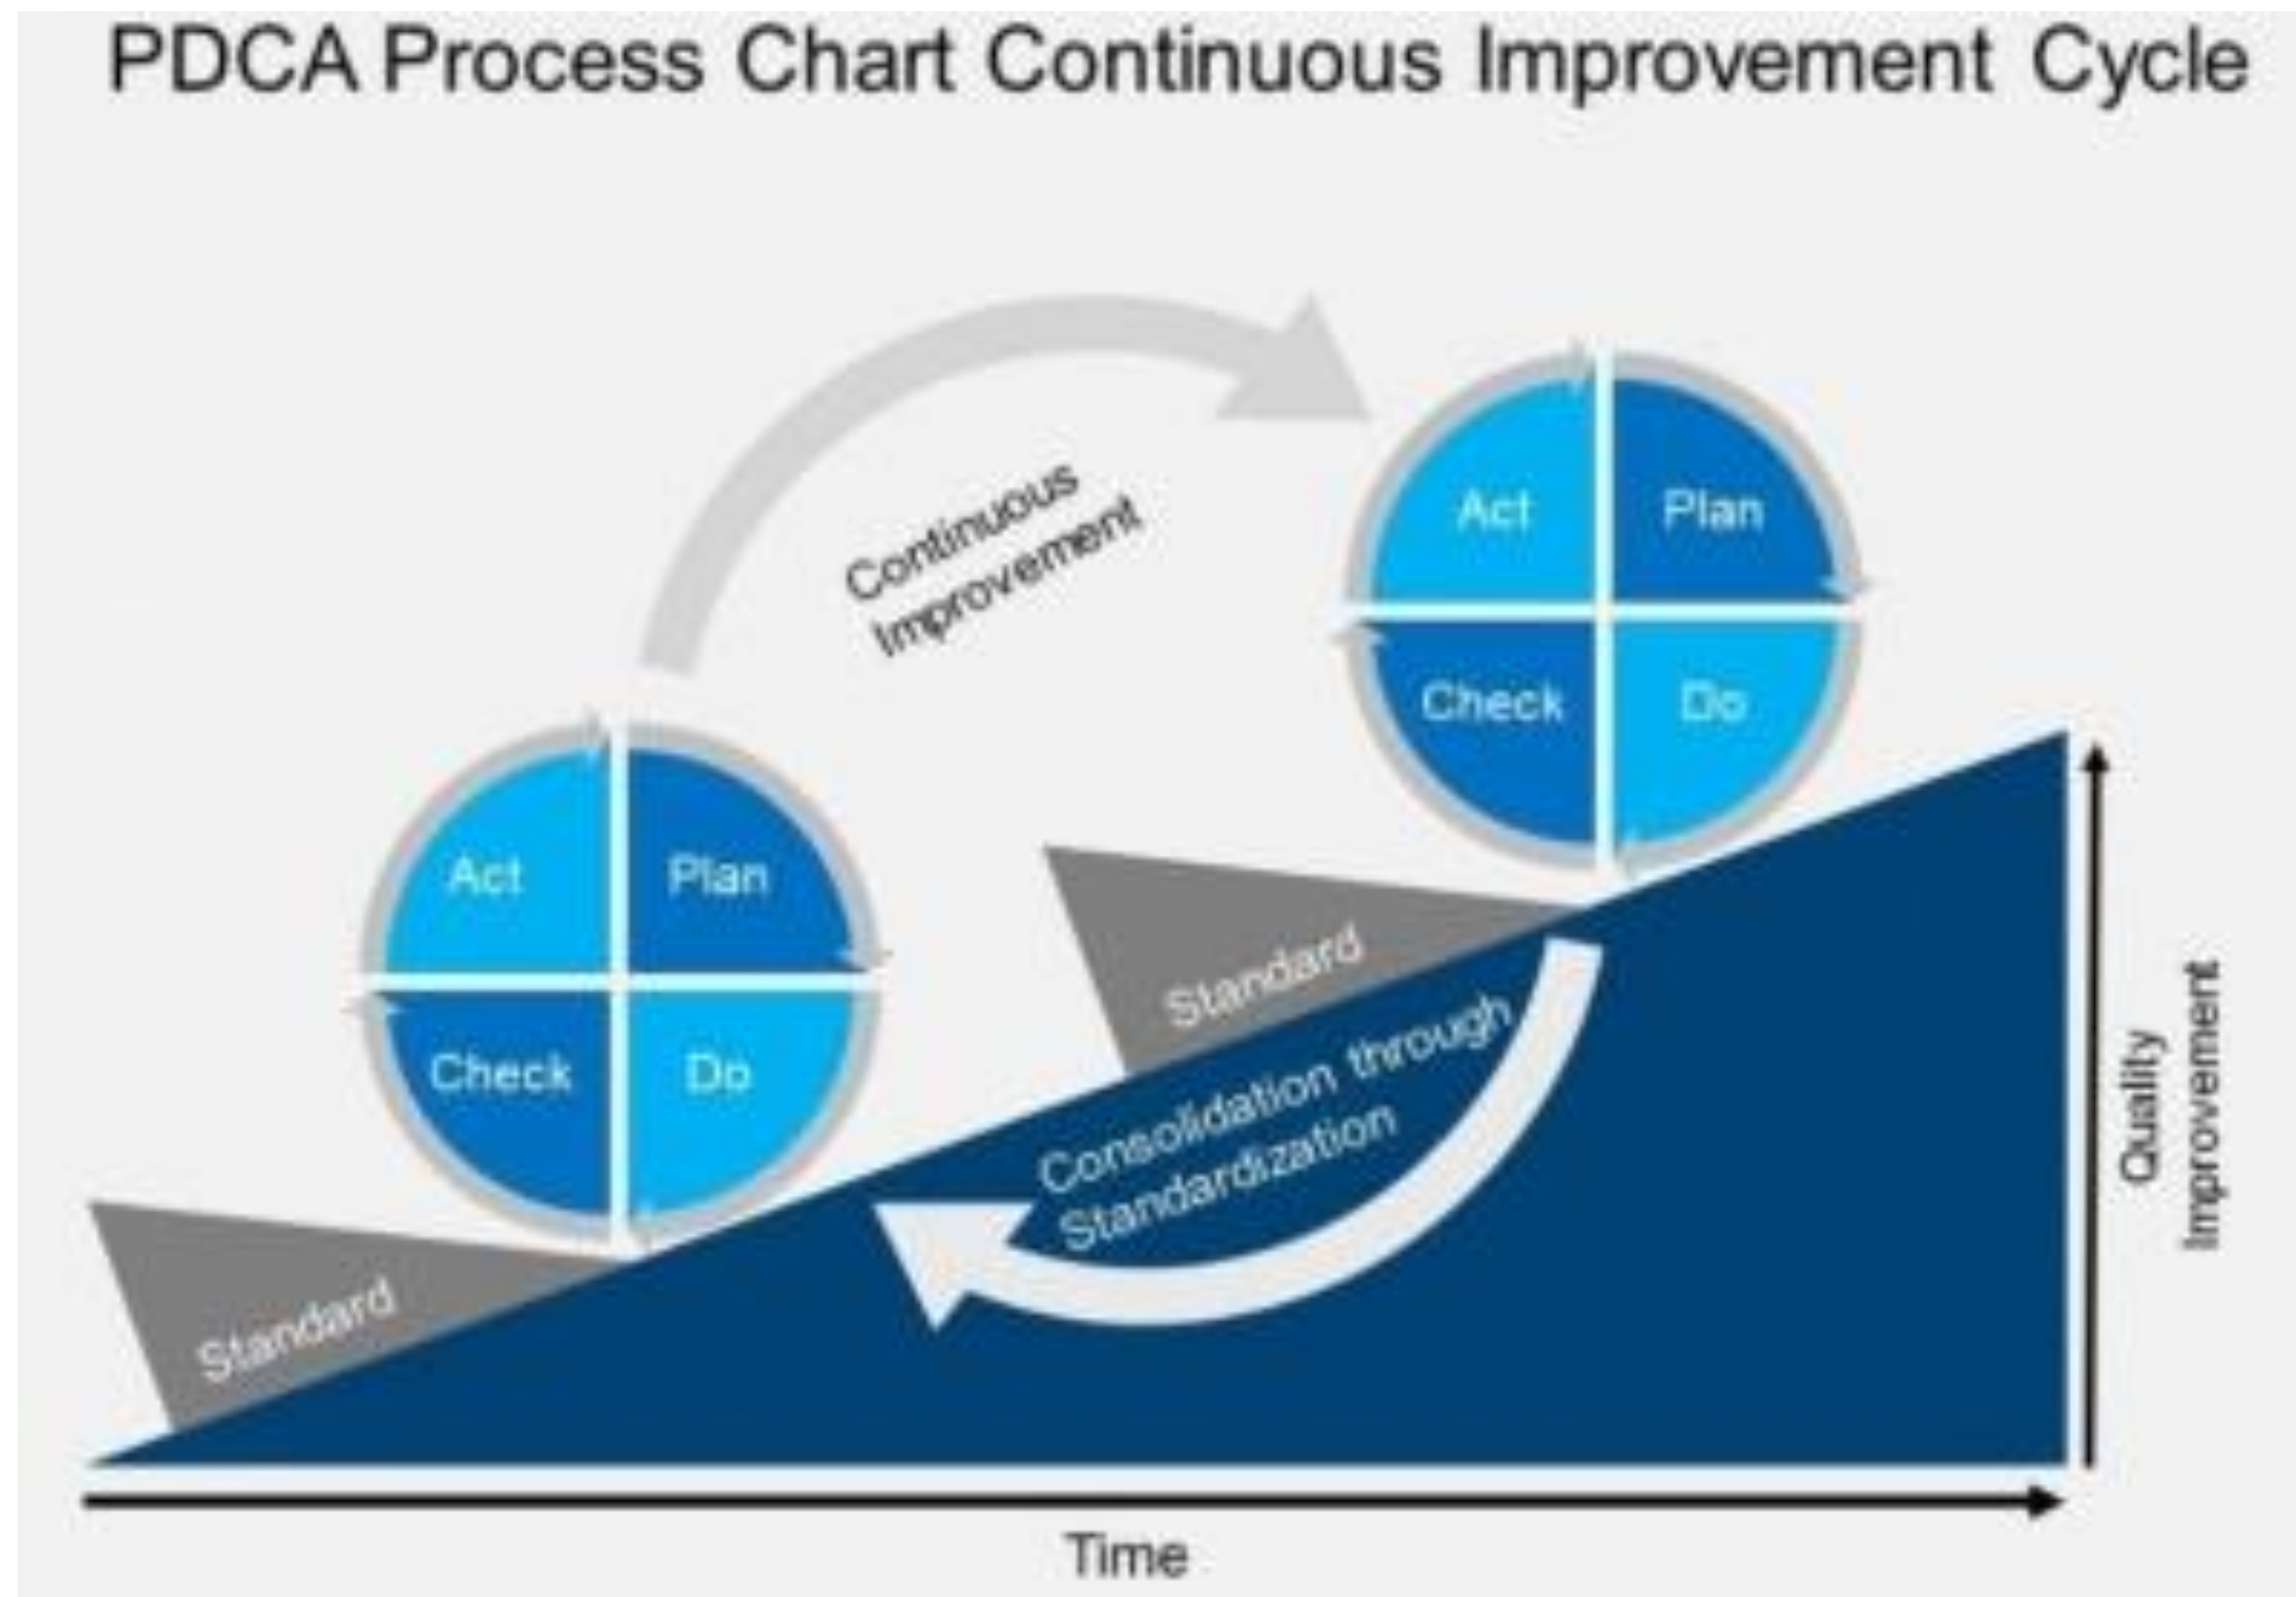 PDCA Process Chart Continuous Improvement Cycle
Continuous
Improvement
Act
Plan
Check
Do
Act
Plan
Check
Do
Standard
Standard
Consolidation through
Standardization
Quality
Improvement
Time